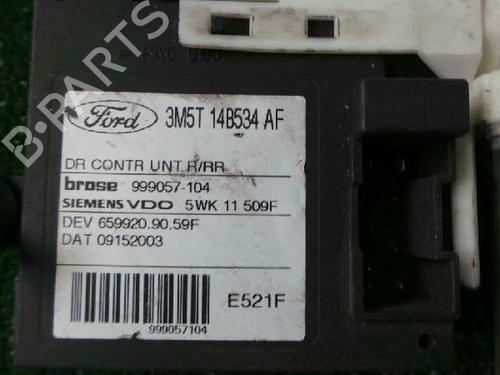 Ford
3M5T 14B534 AF
DR CONTR UNT R/RR
brose 999057-104
SIEMENS VDO 5WK 11 509F
DEV 659920.90.59F
DAT 09152003
E521F
999057104
B PARTS